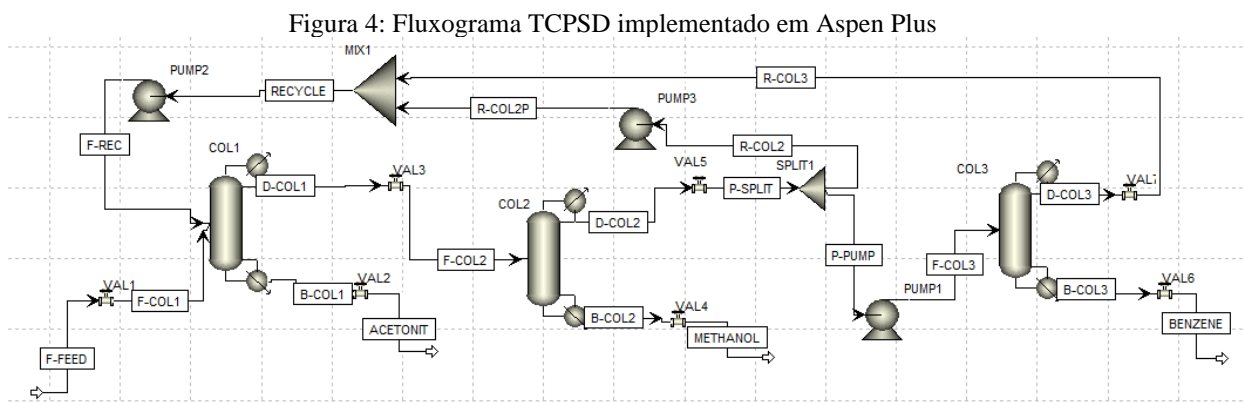 Figura 4: Fluxograma TCPSD implementado em Aspen Plus
MIX1
PUMP2
RECYCLE
R-COL3
R-COL2P
PUMP3
F-REC
COL1
R-COL2
D-COL1
VAL3
VAL5
SPLIT1
P-SPLIT
COL3
D-COL3
VAL7
COL2
D-COL2
F-COL2
P-PUMP
F-COL3
VAL1
F-COL1
B-COL1
VAL2
PUMP1
B-COL3
VAL6
B-COL2
VAL4
ACETONIT
METHANOL
BENZENE
F-FEED